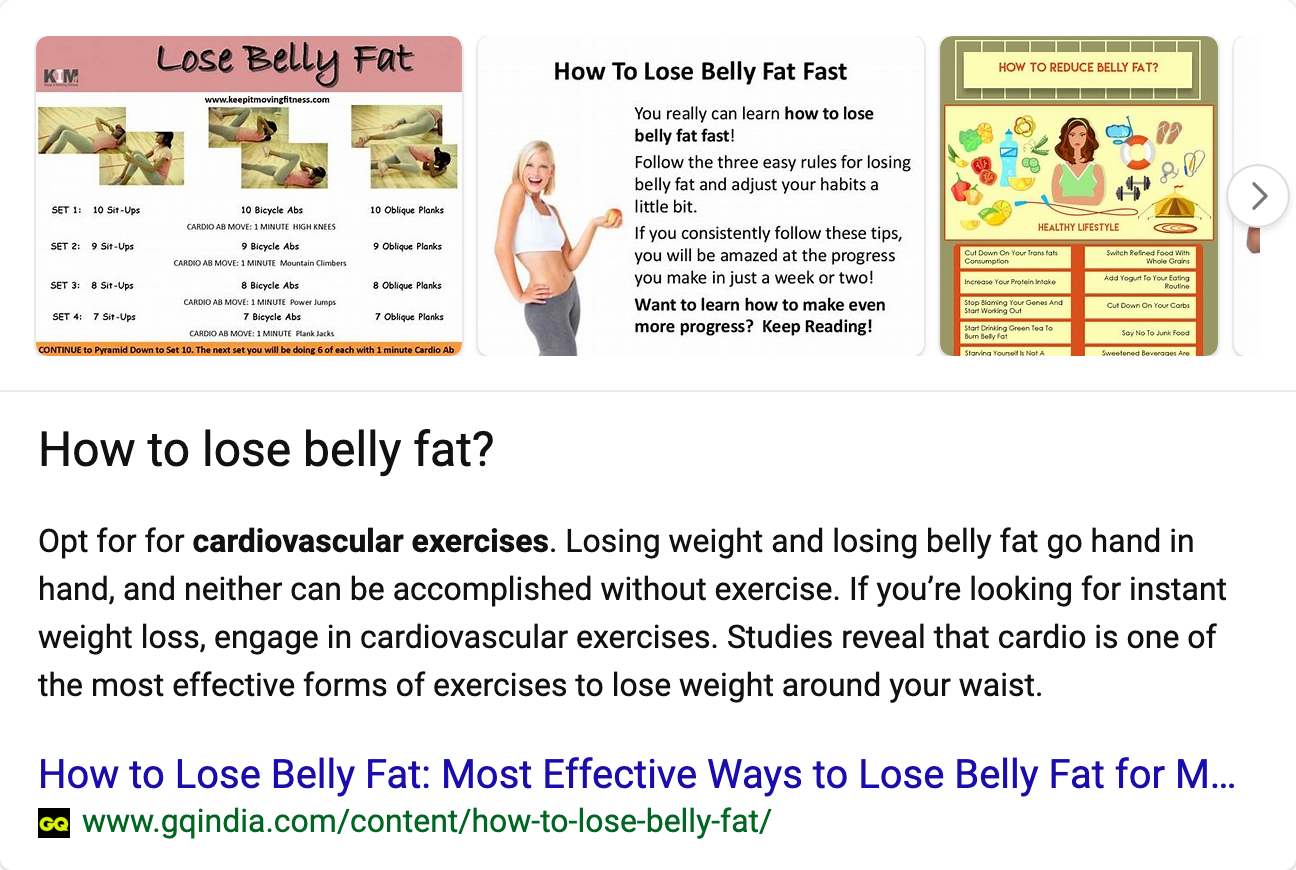 Lose Belly Fat
KIM
www.keepitmovingfitness.com
SET 1: 10 Sit-Ups 10 Bicycle Abs 10 Oblique Planks
CARDIO AB MOVE: 1 MINUTE HIGH KNEES
SET 2: 9 Sit-Ups 9 Bicycle Abs 9 Oblique Planks
CARDIO AB MOVE: 1 MINUTE Mountain Climbers
SET 3: 8 Sit-Ups 8 Bicycle Abs 8 Oblique Planks
CARDIO AB MOVE: 1 MINUTE Power Jumps
SET 4: 7 Sit-Ups 7 Bicycle Abs 7 Oblique Planks
CARDIO AB MOVE: 1 MINUTE Plank Jacks
CONTINUE to Pyramid Down to Set 10. The next set you will be doing 6 of each with 1 minute Cardio Ab
How To Lose Belly Fat Fast
You really can learn how to lose
belly fat fast!
Follow the three easy rules for losing
belly fat and adjust your habits a
little bit.
If you consistently follow these tips,
you will be amazed at the progress
you make in just a week or two!
Want to learn how to make even
more progress? Keep Reading!
HOW TO REDUCE BELLY FAT?
HEALTHY LIFESTYLE
Cut Down On Your Trans fats
Consumption
Increase Your Protein Intake
Stop Blaming Your Genes And
Start Working Out
Start Drinking Green Tea To
Burn Belly Fat
Starving Yourself Is Not A
Switch Refined Food With
Whole Grains
Add Yogurt To Your Eating
Routine
Cut Down On Your Carbs
Say No To Junk Food
Sweetened Beverages Are
How to lose belly fat?
Opt for for cardiovascular exercises. Losing weight and losing belly fat go hand in
hand, and neither can be accomplished without exercise. If you’re looking for instant
weight loss, engage in cardiovascular exercises. Studies reveal that cardio is one of
the most effective forms of exercises to lose weight around your waist.
How to Lose Belly Fat: Most Effective Ways to Lose Belly Fat for M...
GQ www.gqindia.com/content/how-to-lose-belly-fat/